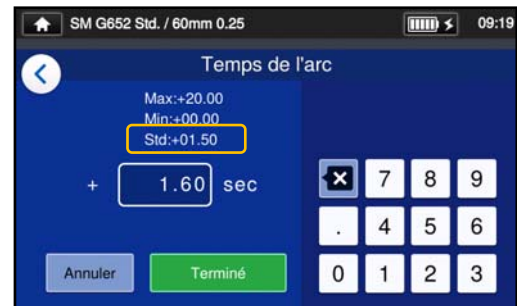 SM G652 Std. / 60mm 0.25 09:19
Temps de l'arc
Max:+20.00
Min:+00.00
Std:+01.50
+ 1.60 sec
7 8 9
. 4 5 6
Annuler Terminé 0 1 2 3